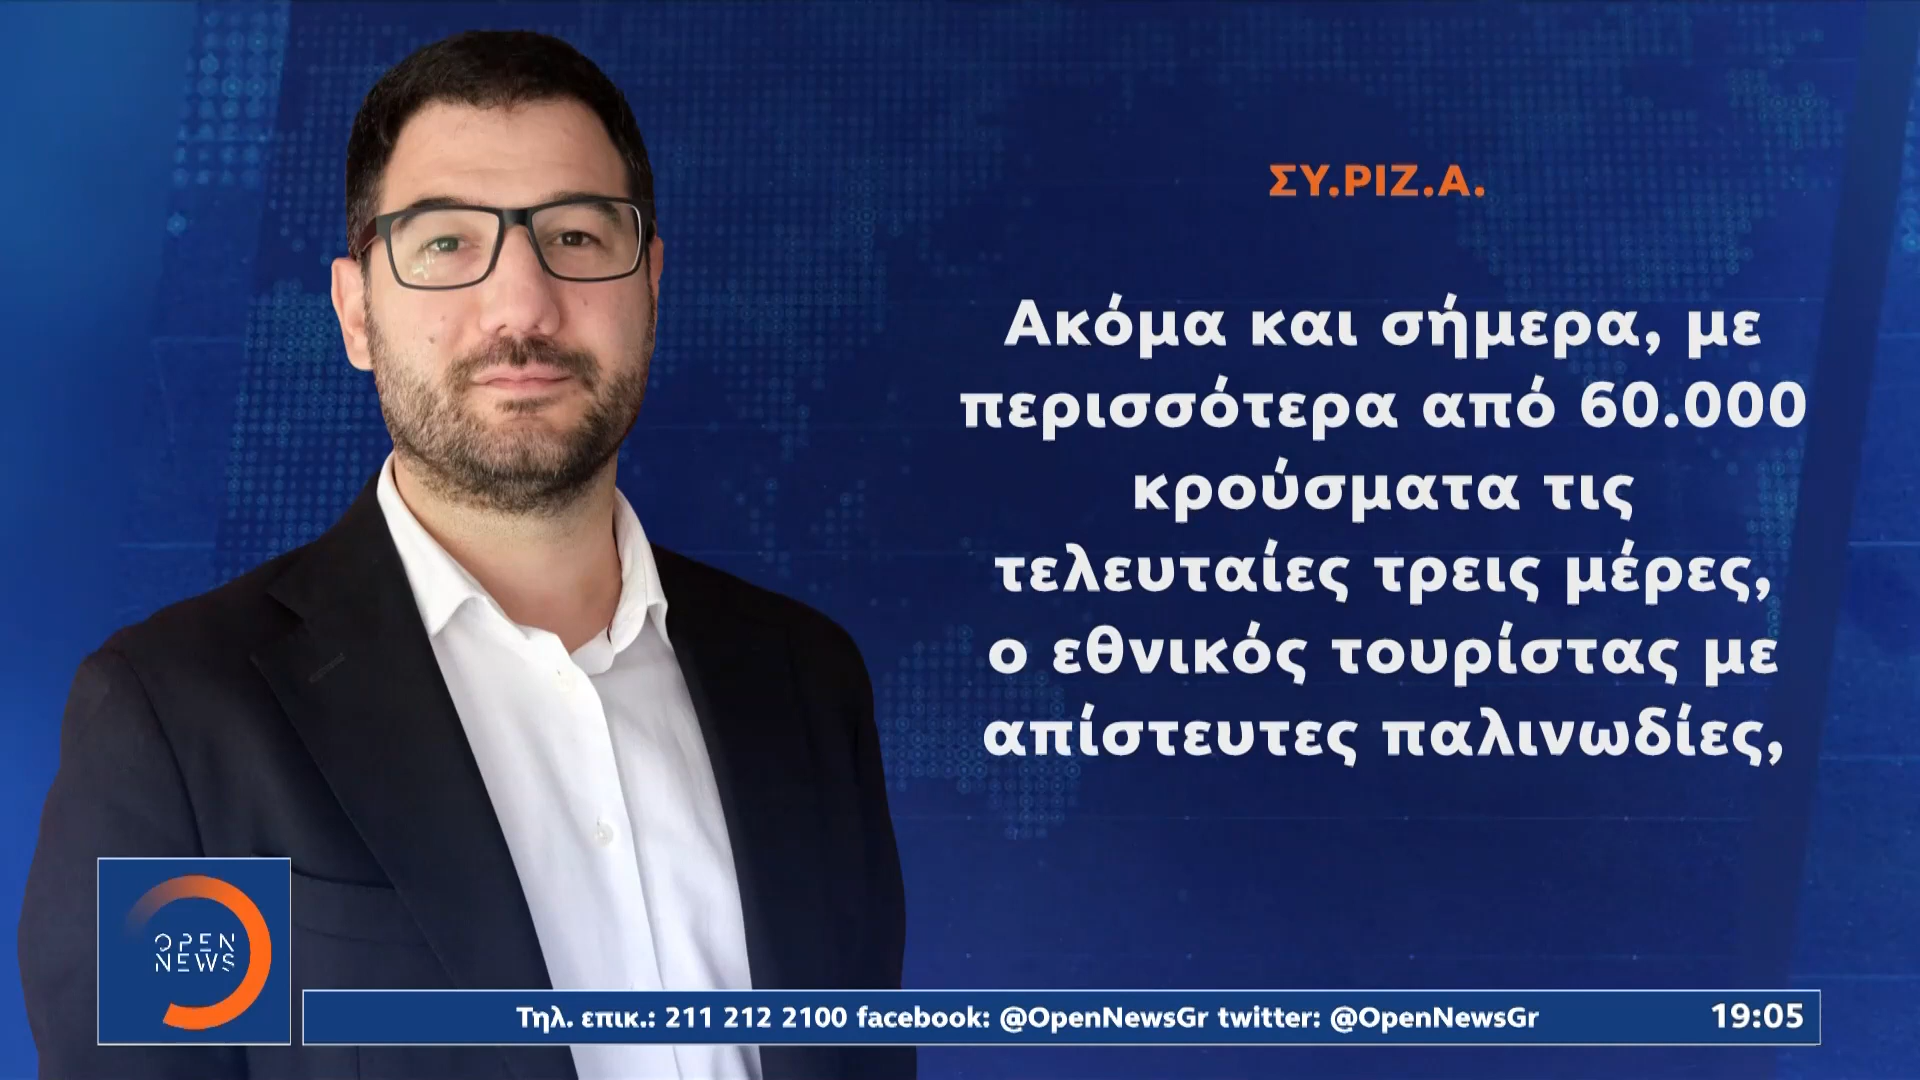 ΣΥ.ΡΙΖ.Α.
Ακόμα και σήμερα, με
περισσότερα από 60.000
κρούσματα τις
τελευταίες τρεις μέρες,
ο εθνικός τουρίστας με
απίστευτες παλινωδίες,
OPEN
NEWS
Τηλ. επικ.: 211 212 2100 facebook: @OpenNewsGr twitter: @OpenNewsGr
19:05